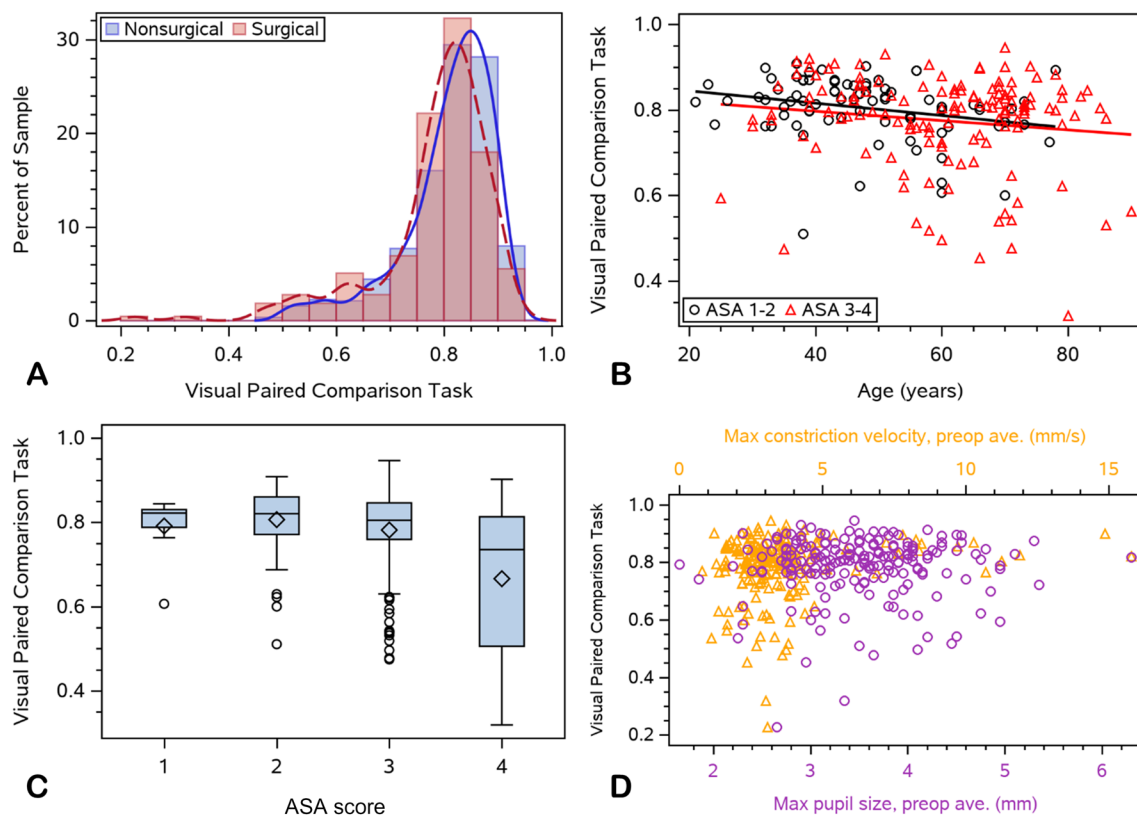 Nonsurgical Surgical
Percent of Sample
30
20
10
0
0.2 0.4 0.6 0.8 1.0
Visual Paired Comparison Task
A
Visual Paired Comparison Task
1.0
0.8
0.6
0.4
ASA 1-2 ASA 3-4
20 40 60 80
Age (years)
B
Visual Paired Comparison Task
1.0
0.8
0.6
0.4
1 2 3 4
ASA score
C
Max constriction velocity, preop ave. (mm/s)
0 5 10 15
Visual Paired Comparison Task
1.0
0.8
0.6
0.4
0.2
2 3 4 5 6
Max pupil size, preop ave. (mm)
D